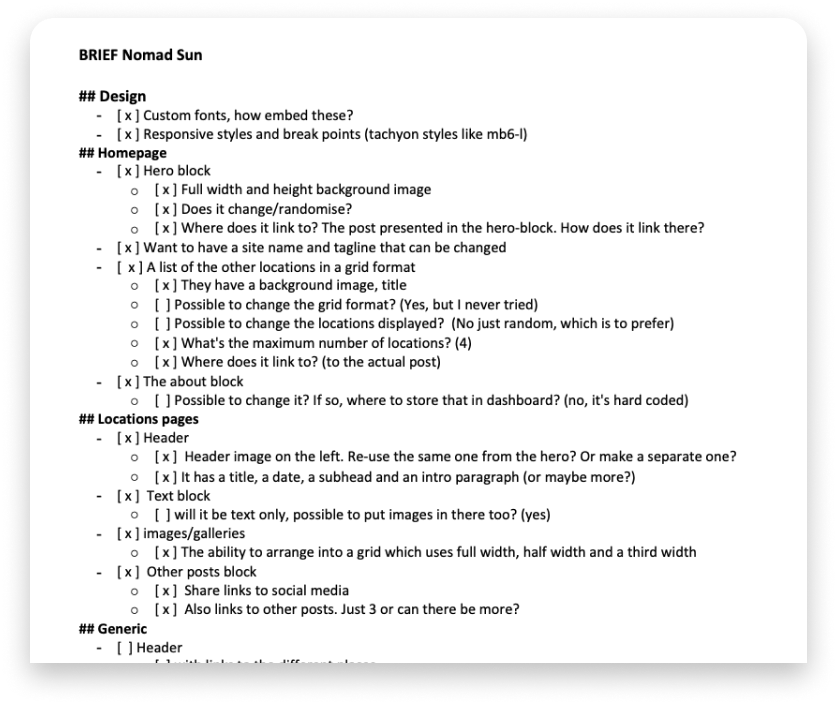 BRIEF Nomad Sun
## Design
- [ x ] Custom fonts, how embed these?
- [ x ] Responsive styles and break points (tachyon styles like mb6-l)
## Homepage
- [ x ] Hero block
o [ x ] Full width and height background image
o [ x ] Does it change/randomise?
o [ x ] Where does it link to? The post presented in the hero-block. How does it link there?
- [ x ] Want to have a site name and tagline that can be changed
- [ x ] A list of the other locations in a grid format
o [ x ] They have a background image, title
o [ ] Possible to change the grid format? (Yes, but I never tried)
o [ ] Possible to change the locations displayed? (No just random, which is to prefer)
o [ x ] What's the maximum number of locations? (4)
o [ x ] Where does it link to? (to the actual post)
- [ x ] The about block
o [ ] Possible to change it? If so, where to store that in dashboard? (no, it's hard coded)
## Locations pages
- [ x ] Header
o [ x ] Header image on the left. Re-use the same one from the hero? Or make a separate one?
o [ x ] It has a title, a date, a subhead and an intro paragraph (or maybe more?)
- [ x ] Text block
o [ ] will it be text only, possible to put images in there too? (yes)
- [ x ] images/galleries
o [ x ] The ability to arrange into a grid which uses full width, half width and a third width
- [ x ] Other posts block
o [ x ] Share links to social media
o [ x ] Also links to other posts. Just 3 or can there be more?
## Generic
- [ ] Header